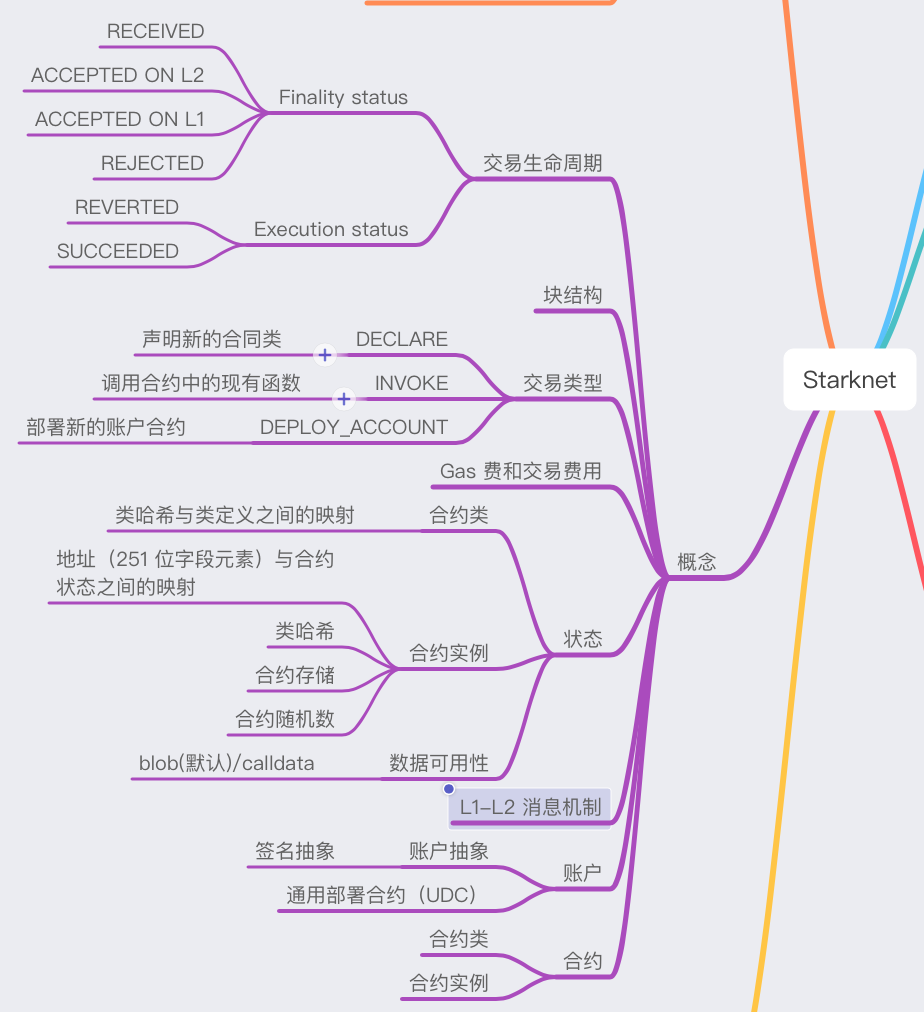 RECEIVED
ACCEPTED ON L2
ACCEPTED ON L1
REJECTED
Finality status
REVERTED
SUCCEEDED
Execution status
交易生命周期
块结构
声明新的合同类
DECLARE
调用合约中的现有函数
INVOKE
部署新的账户合约
DEPLOY_ACCOUNT
交易类型
Gas 费和交易费用
类哈希与类定义之间的映射
合约类
地址（251 位字段元素）与合约
状态之间的映射
类哈希
合约存储
合约随机数
合约实例
blob(默认)/calldata
数据可用性
状态
L1-L2 消息机制
签名抽象
账户抽象
通用部署合约（UDC）
账户
合约类
合约实例
合约
概念
Starknet